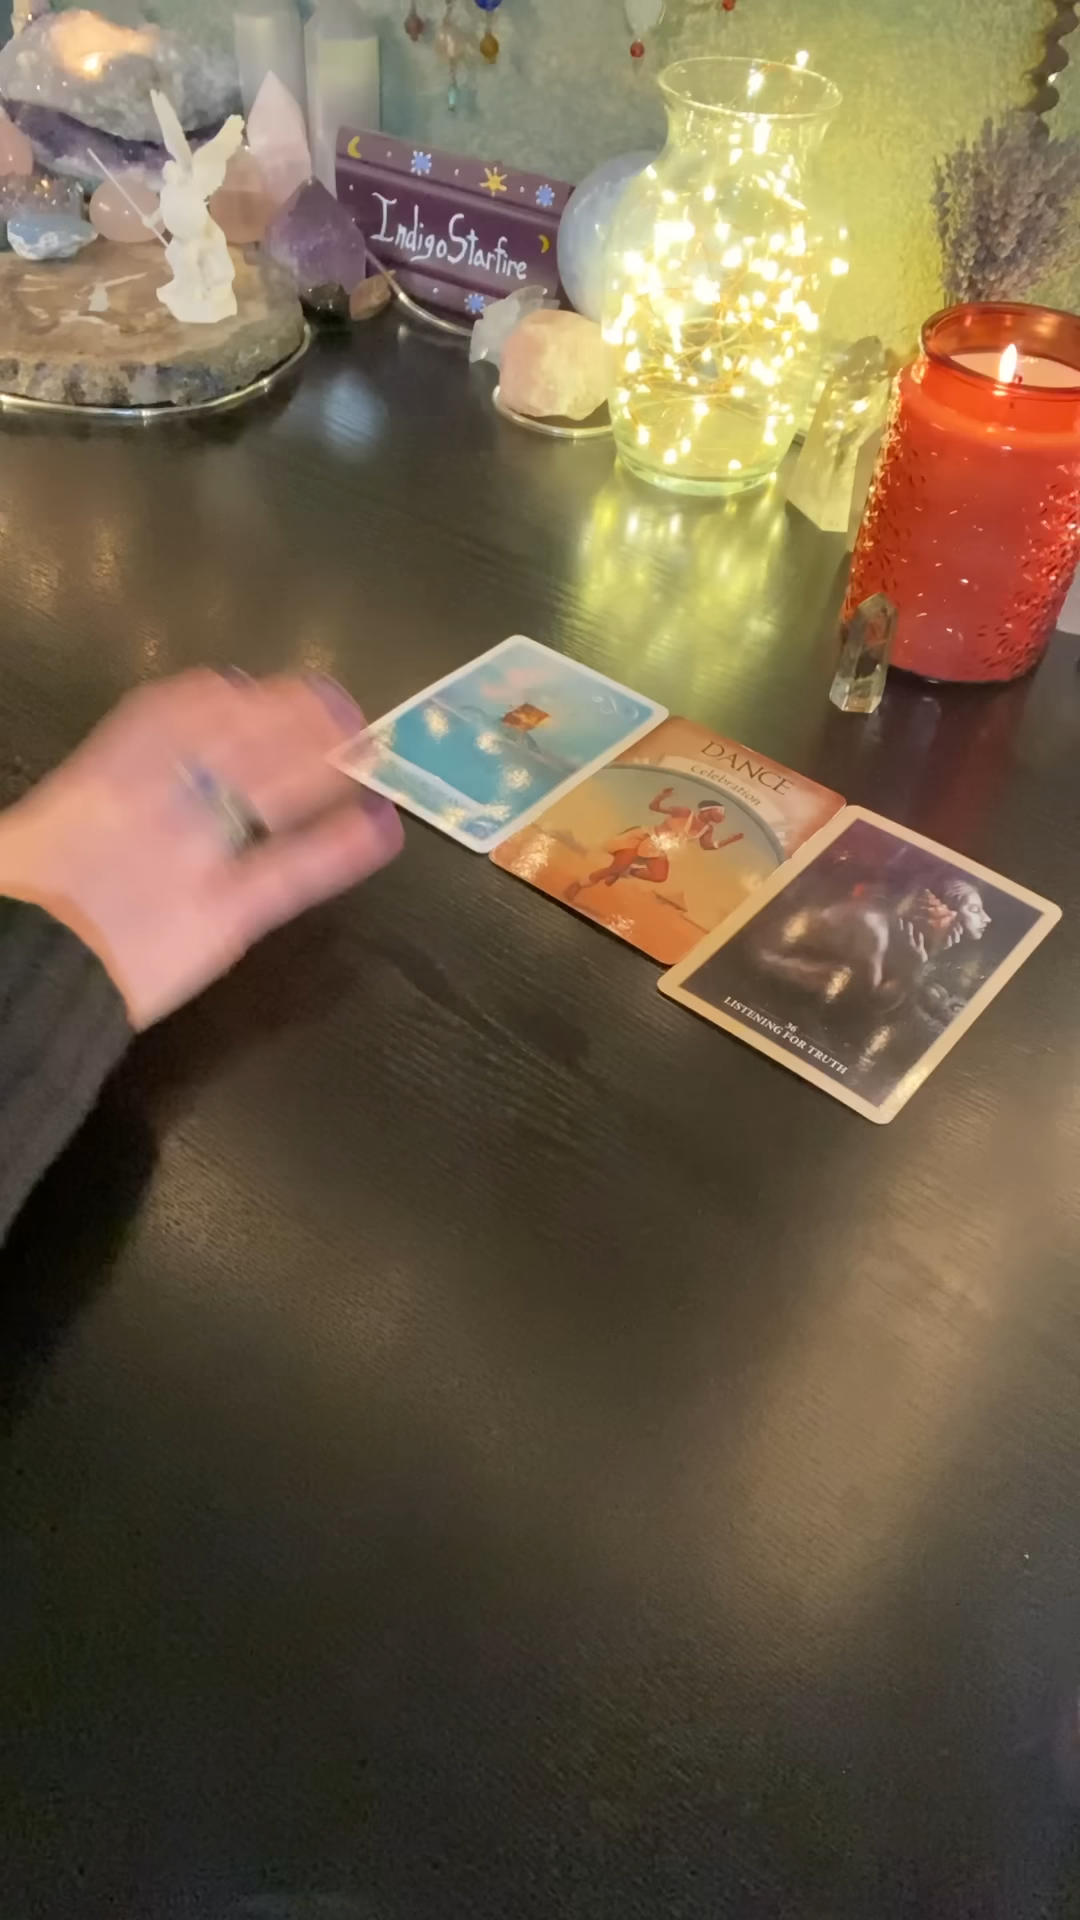 IndigoStarfire
DANCE
Celebration
36
LISTENING FOR TRUTH